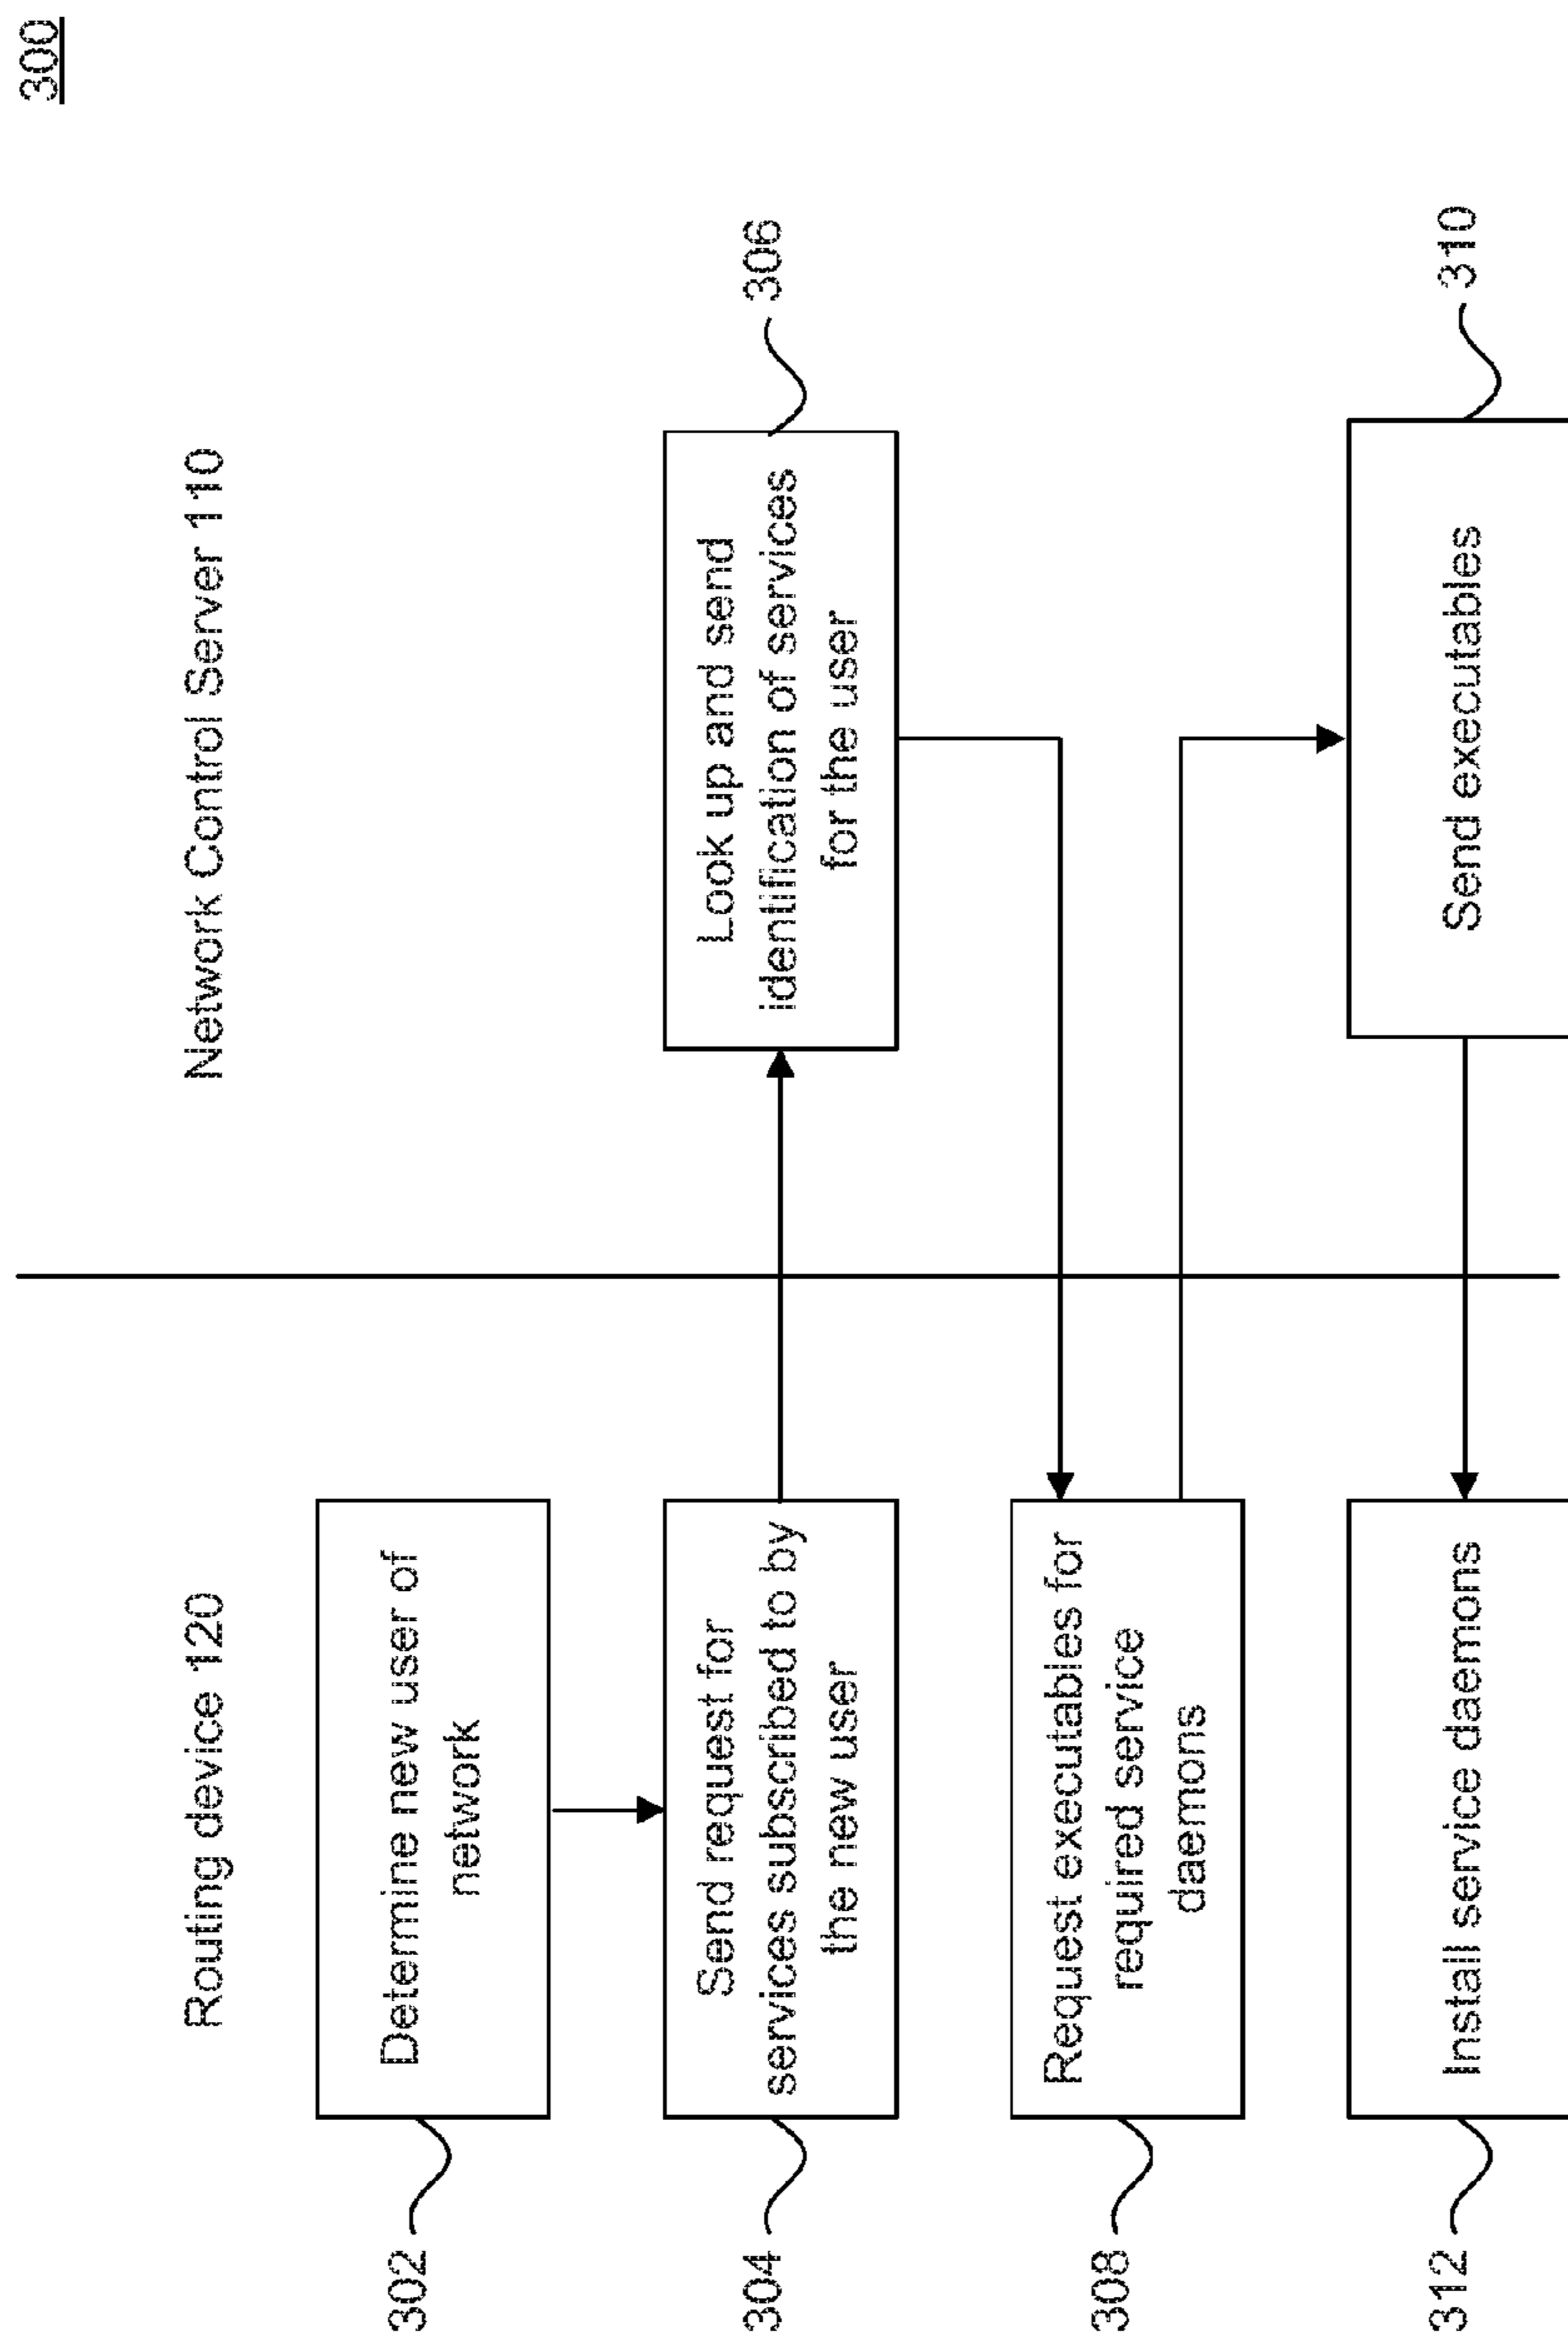 300
Routing device 120
Network Control Server 110
302
Determine new user of
network
304
Send request for
services subscribed to by
the new user
Look up and send
identification of services
for the user
306
308
Request executables for
required service
daemons
312
Install service daemons
Send executables
310